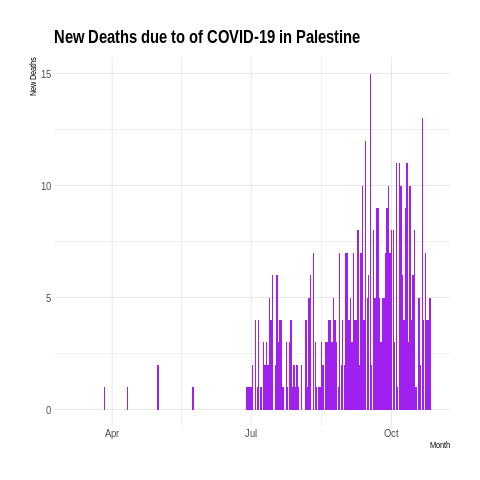 New Deaths due to of COVID-19 in Palestine
New Deaths
15
10
5
0
Apr
Jul
Oct
Month